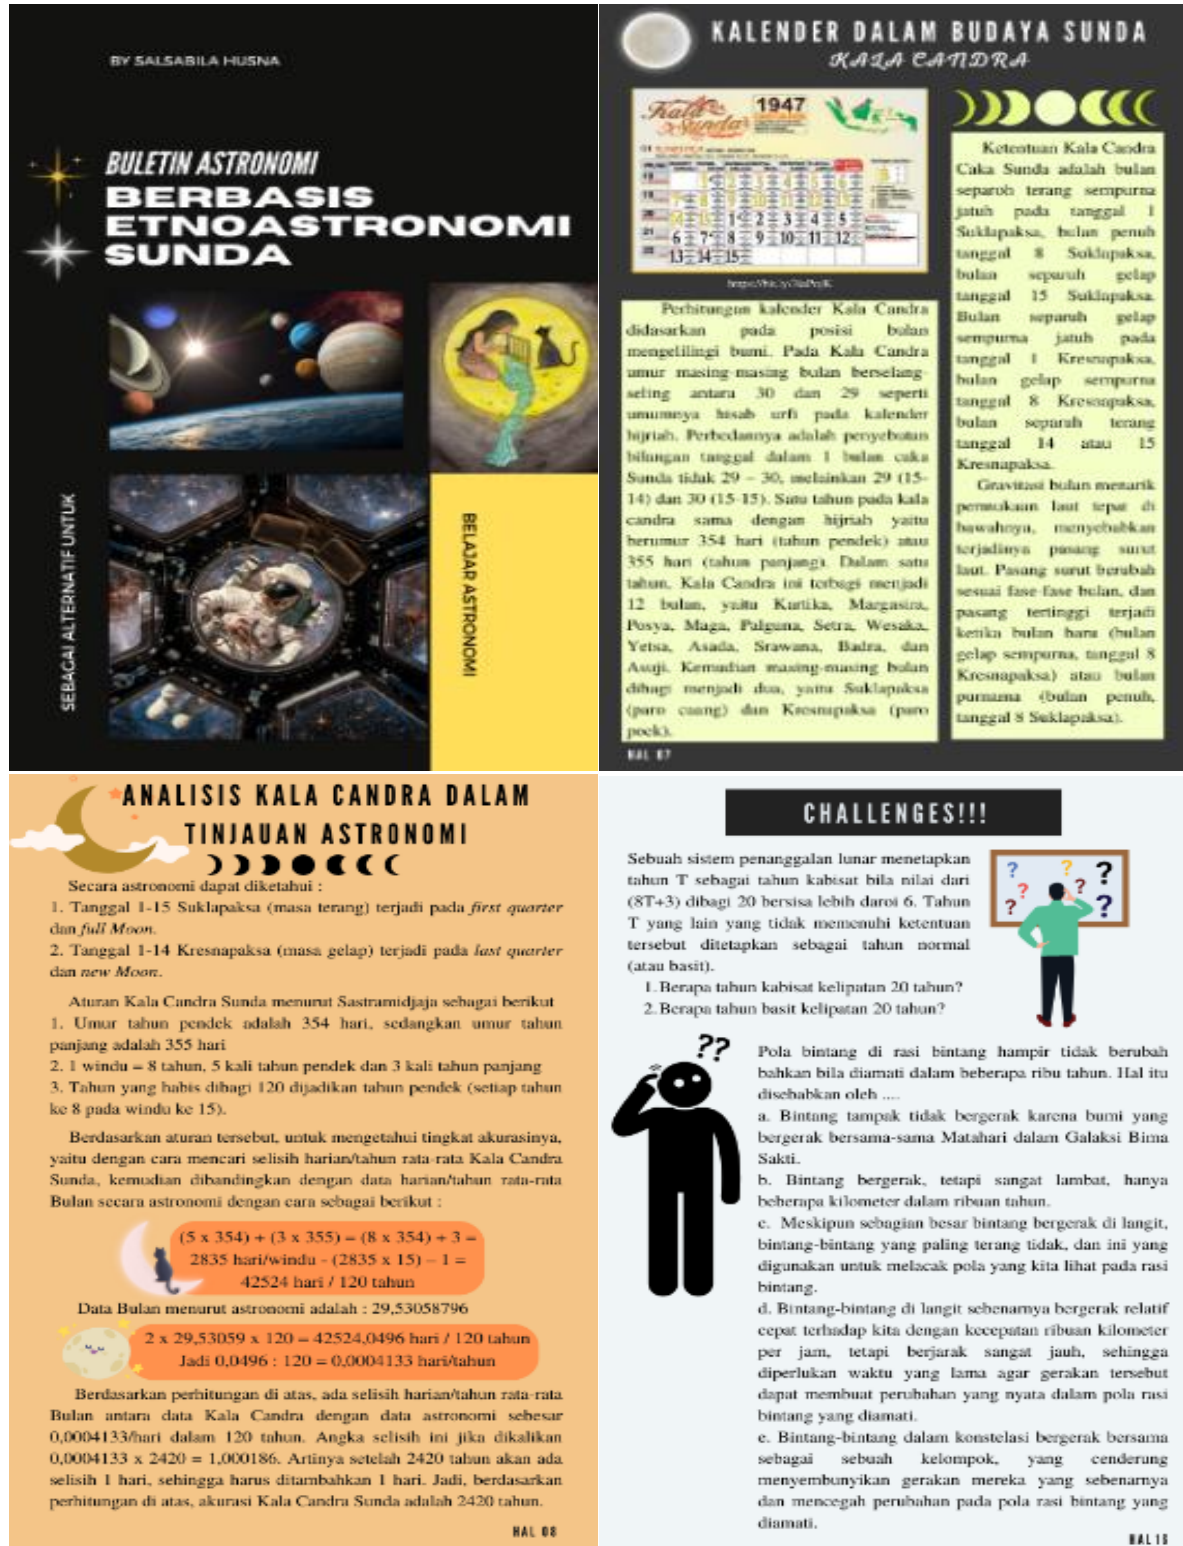 BY SALSABILA HUSNA
BULETIN ASTRONOMI
BERBASIS
ETNOASTRONOMI
SUNDA
SEBAGAI ALTERNATIF UNTUK
BELAJAR ASTRONOMI
KALENDER DALAM BUDAYA SUNDA
KALA CANDRA
Kala
Sunda
1947
Perhitungan kalender Kala Candra
didasarkan pada posisi bulan
mengelilingi bumi. Pada Kala Candra
umur masing-masing bulan berselang-
seling antara 30 dan 29 seperti
umumnya hisab urfi pada kalender
hijriah. Perbedannya adalah penyebutan
bilangan tanggal dalam 1 bulan caka
Sunda tidak 29 – 30, melainkan 29 (15-
14) dan 30 (15-15). Satu tahun pada kala
candra sama dengan hijriah yaitu
berumur 354 hari (tahun pendek) atau
355 hari (tahun panjang). Dalam satu
tahun, Kala Candra ini terbagi menjadi
12 bulan, yaitu Kartika, Margasira,
Posya, Maga, Palguna, Setra, Wesaka,
Yetsa, Asada, Srawana, Badra, dan
Asuji. Kemudian masing-masing bulan
dibagi menjadi dua, yaitu Suklapaksa
(paro caang) dan Kresnapaksa (paro
poek).
HAL 07
Ketentuan Kala Candra
Caka Sunda adalah bulan
separoh terang sempurna
jatuh pada tanggal 1
Suklapaksa, bulan penuh
tanggal 8 Suklapaksa,
bulan separuh gelap
tanggal 15 Suklapaksa.
Bulan separuh gelap
sempurna jatuh pada
tanggal 1 Kresnapaksa,
bulan gelap sempurna
tanggal 8 Kresnapaksa,
bulan separuh terang
tanggal 14 atau 15
Kresnapaksa.
Gravitasi bulan menarik
permukaan laut tepat di
bawahnya, menyebabkan
terjadinya pasang surut
laut. Pasang surut berubah
sesuai fase-fase bulan, dan
pasang tertinggi terjadi
ketika bulan baru (bulan
gelap sempurna, tanggal 8
Kresnapaksa) atau bulan
purnama (bulan penuh,
tanggal 8 Suklapaksa).
ANALISIS KALA CANDRA DALAM
TINJAUAN ASTRONOMI
Secara astronomi dapat diketahui :
1. Tanggal 1-15 Suklapaksa (masa terang) terjadi pada first quarter
dan full Moon.
2. Tanggal 1-14 Kresnapaksa (masa gelap) terjadi pada last quarter
dan new Moon.
Aturan Kala Candra Sunda menurut Sastramidjaja sebagai berikut
1. Umur tahun pendek adalah 354 hari, sedangkan umur tahun
panjang adalah 355 hari
2. 1 windu = 8 tahun, 5 kali tahun pendek dan 3 kali tahun panjang
3. Tahun yang habis dibagi 120 dijadikan tahun pendek (setiap tahun
ke 8 pada windu ke 15).
Berdasarkan aturan tersebut, untuk mengetahui tingkat akurasinya,
yaitu dengan cara mencari selisih harian/tahun rata-rata Kala Candra
Sunda, kemudian dibandingkan dengan data harian/tahun rata-rata
Bulan secara astronomi dengan cara sebagai berikut :
(5 x 354) + (3 x 355) = (8 x 354) + 3 =
2835 hari/windu - (2835 x 15) – 1 =
42524 hari / 120 tahun
Data Bulan menurut astronomi adalah : 29,53058796
2 x 29,53059 x 120 = 42524,0496 hari / 120 tahun
Jadi 0,0496 : 120 = 0,0004133 hari/tahun
Berdasarkan perhitungan di atas, ada selisih harian/tahun rata-rata
Bulan antara data Kala Candra dengan data astronomi sebesar
0,0004133/hari dalam 120 tahun. Angka selisih ini jika dikalikan
0,0004133 x 2420 = 1,000186. Artinya setelah 2420 tahun akan ada
selisih 1 hari, sehingga harus ditambahkan 1 hari. Jadi, berdasarkan
perhitungan di atas, akurasi Kala Candra Sunda adalah 2420 tahun.
HAL 08
CHALLENGES!!!
Sebuah sistem penanggalan lunar menetapkan
tahun T sebagai tahun kabisat bila nilai dari
(8T+3) dibagi 20 bersisa lebih daroi 6. Tahun
T yang lain yang tidak memenuhi ketentuan
tersebut ditetapkan sebagai tahun normal
(atau basit).
1. Berapa tahun kabisat kelipatan 20 tahun?
2. Berapa tahun basit kelipatan 20 tahun?
Pola bintang di rasi bintang hampir tidak berubah
bahkan bila diamati dalam beberapa ribu tahun. Hal itu
disebabkan oleh ....
a. Bintang tampak tidak bergerak karena bumi yang
bergerak bersama-sama Matahari dalam Galaksi Bima
Sakti.
b. Bintang bergerak, tetapi sangat lambat, hanya
beberapa kilometer dalam ribuan tahun.
c. Meskipun sebagian besar bintang bergerak di langit,
bintang-bintang yang paling terang tidak, dan ini yang
digunakan untuk melacak pola yang kita lihat pada rasi
bintang.
d. Bintang-bintang di langit sebenarnya bergerak relatif
cepat terhadap kita dengan kecepatan ribuan kilometer
per jam, tetapi berjarak sangat jauh, sehingga
diperlukan waktu yang lama agar gerakan tersebut
dapat membuat perubahan yang nyata dalam pola rasi
bintang yang diamati.
e. Bintang-bintang dalam konstelasi bergerak bersama
sebagai sebuah kelompok, yang cenderung
menyembunyikan gerakan mereka yang sebenarnya
dan mencegah perubahan pada pola rasi bintang yang
diamati.
HAL 16